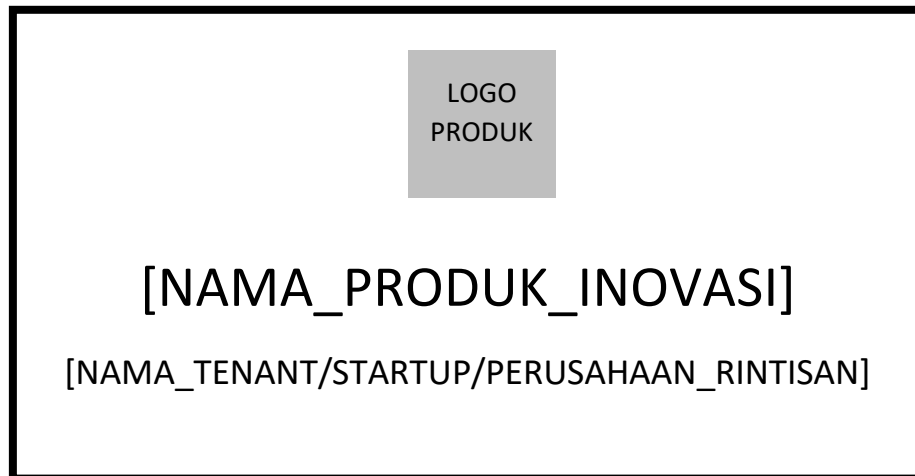 LOGO
PRODUK
[NAMA_PRODUK_INOVASI]
[NAMA_TENANT/STARTUP/PERUSAHAAN_RINTISAN]